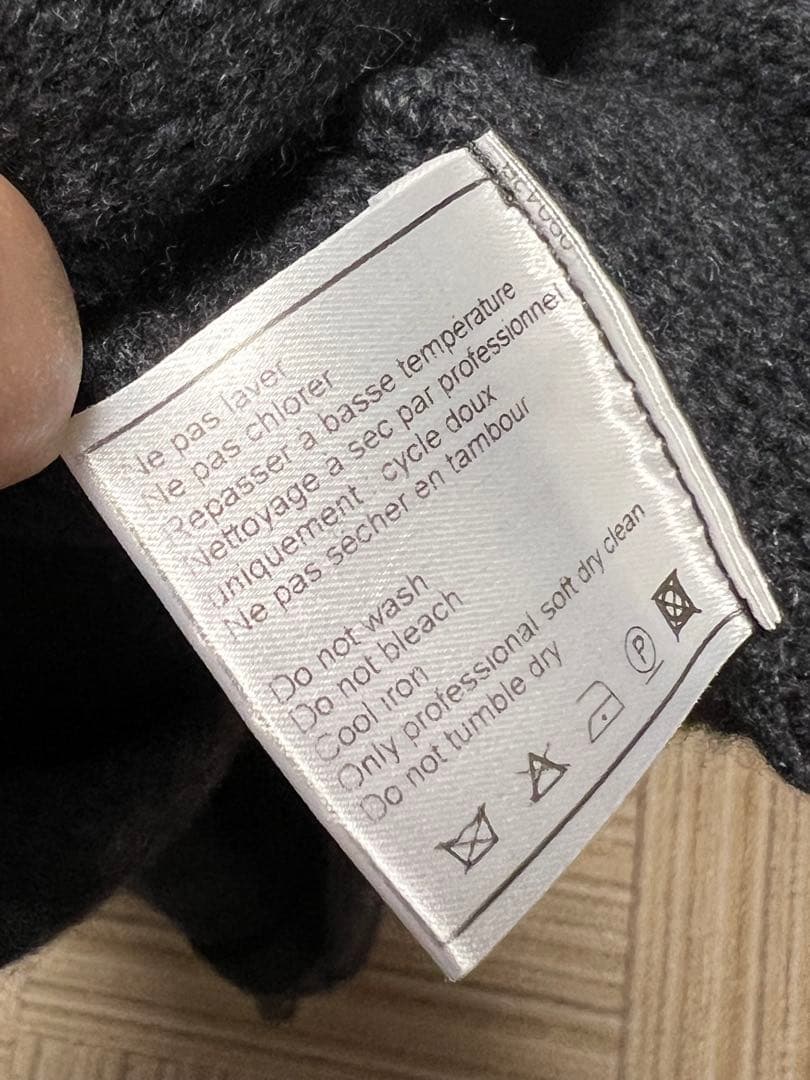 Ne pas laver
Ne pas chlorer
Repasser à basse température
Nettoyage à sec par professionnel
uniquement : cycle doux
Ne pas sécher en tambour
Do not wash
Do not bleach
Cool iron
Only professional soft dry clean
Do not tumble dry
P